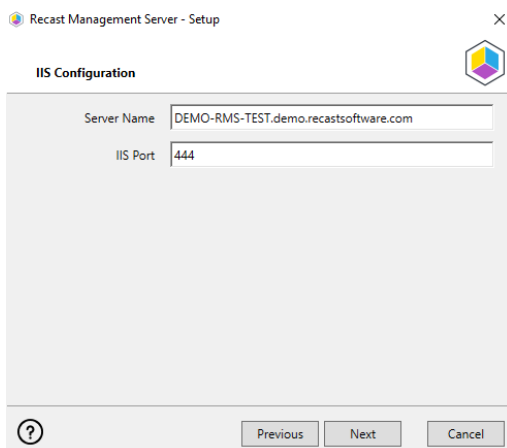 Recast Management Server - Setup
IIS Configuration
Server Name DEMO-RMS-TEST.demo.recastsoftware.com
IIS Port 444
? Previous Next Cancel